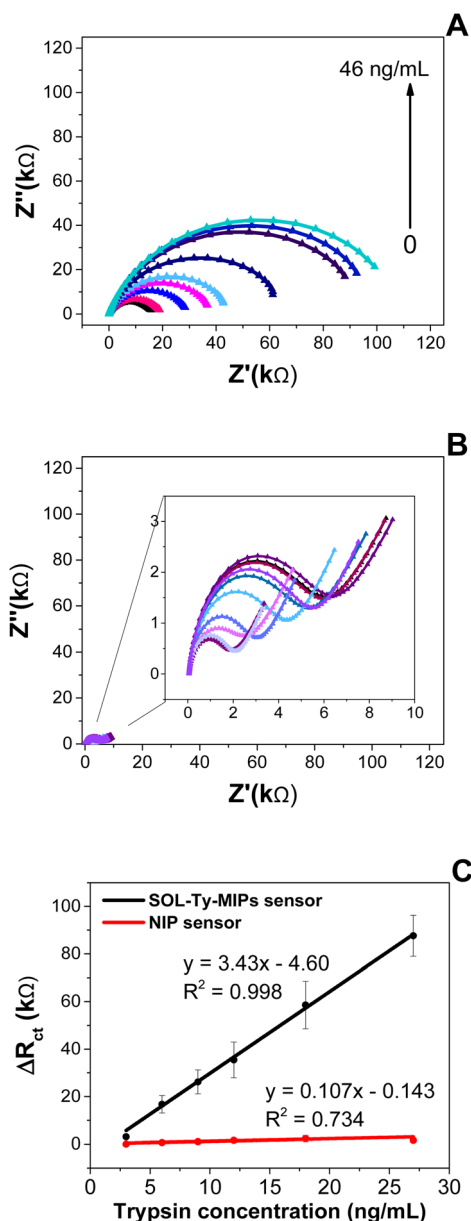 A
120
100
80
60
40
20
0
Z''(kΩ)
46 ng/mL
0
0 20 40 60 80 100 120
Z'(kΩ)
B
120
100
80
60
40
20
0
Z''(kΩ)
3
2
1
0
0 2 4 6 8 10
0 20 40 60 80 100 120
Z'(kΩ)
C
100
80
60
40
20
0
ΔRct (kΩ)
SOL-Ty-MIPs sensor
NIP sensor
y = 3.43x - 4.60
R² = 0.998
y = 0.107x - 0.143
R² = 0.734
0 5 10 15 20 25 30
Trypsin concentration (ng/mL)